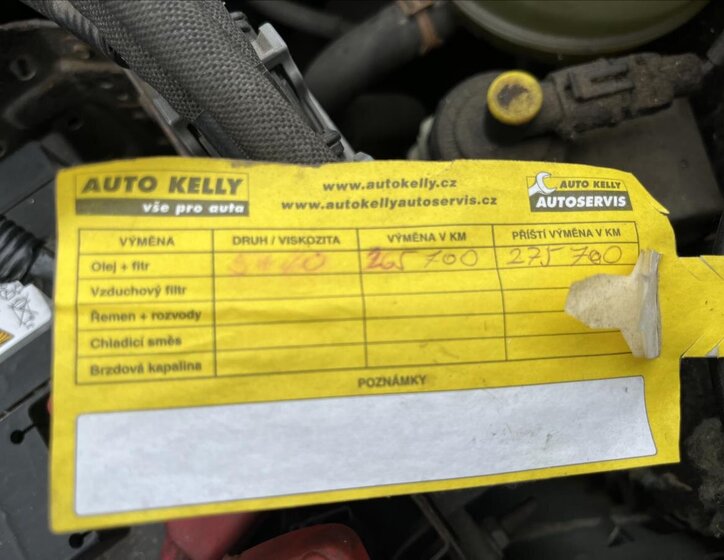 AUTO KELLY
vše pro auta
www.autokelly.cz
www.autokellyautoservis.cz
AUTO KELLY
AUTOSERVIS
VÝMĚNA DRUH / VISKOZITA VÝMĚNA V KM PŘÍŠTÍ VÝMĚNA V KM
Olej + filtr 265 700 275 700
Vzduchový filtr
Řemen + rozvody
Chladicí směs
Brzdová kapalina
POZNÁMKY